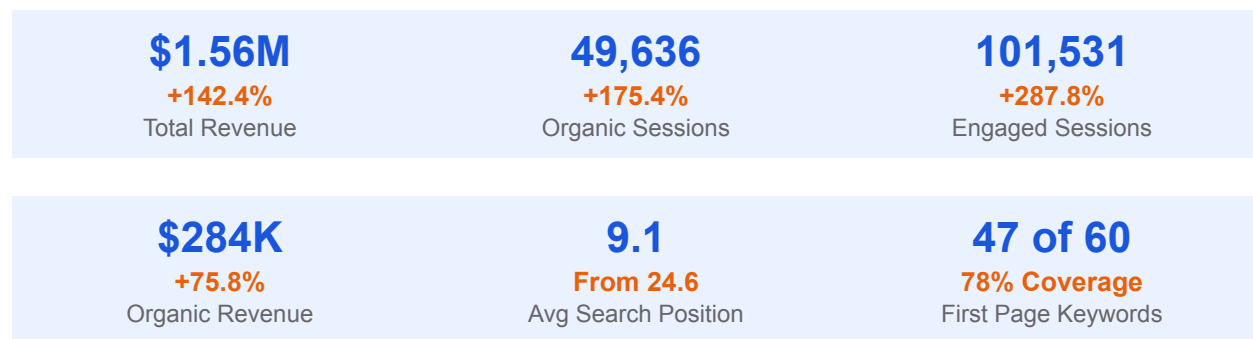 $1.56M 49,636 101,531
+142.4% +175.4% +287.8%
Total Revenue Organic Sessions Engaged Sessions
$284K 9.1 47 of 60
+75.8% From 24.6 78% Coverage
Organic Revenue Avg Search Position First Page Keywords